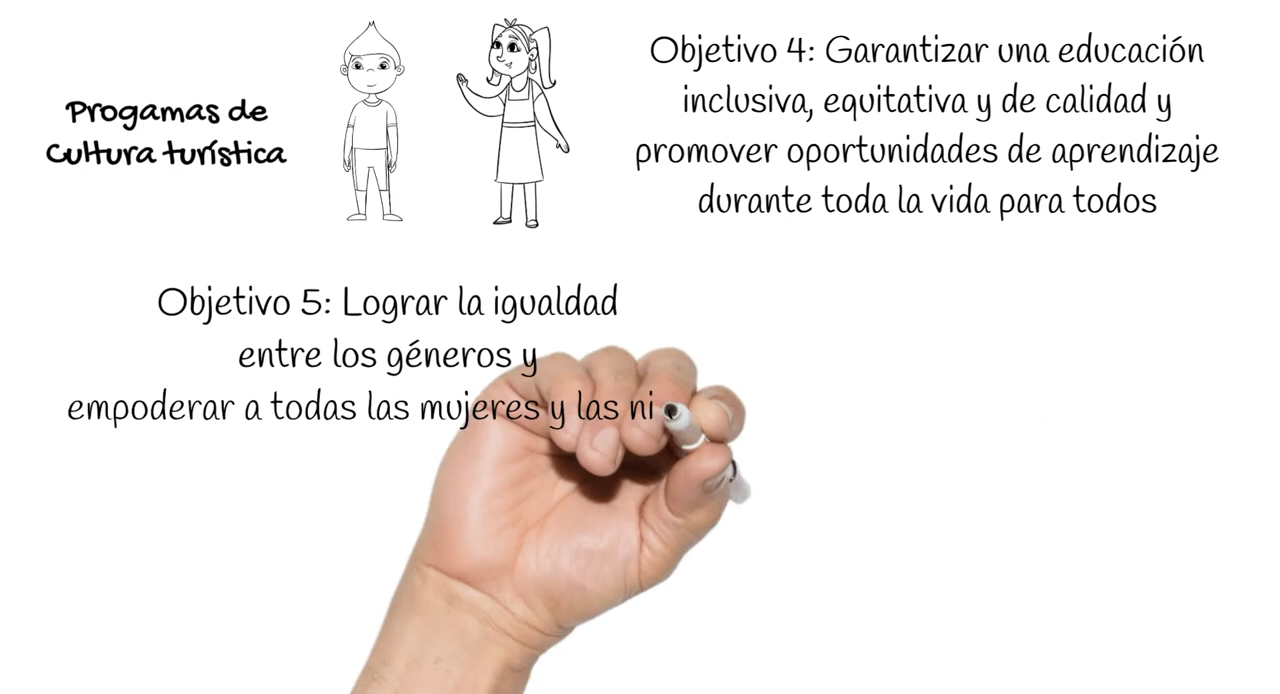 Progamas de
Cultura turística
Objetivo 4: Garantizar una educación
inclusiva, equitativa y de calidad y
promover oportunidades de aprendizaje
durante toda la vida para todos
Objetivo 5: Lograr la igualdad
entre los géneros y
empoderar a todas las mujeres y las ni